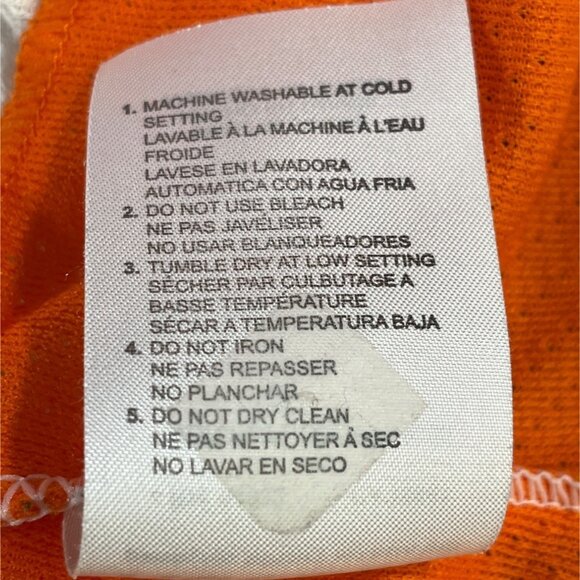 1. MACHINE WASHABLE AT COLD
SETTING
LAVABLE À LA MACHINE À L'EAU
FROIDE
LAVESE EN LAVADORA
AUTOMATICA CON AGUA FRIA
2. DO NOT USE BLEACH
NE PAS JAVELISER
NO USAR BLANQUEADORES
3. TUMBLE DRY AT LOW SETTING
SÉCHER PAR CULBUTAGE A
BASSE TEMPÉRATURE
SÉCAR A TEMPERATURA BAJA
4. DO NOT IRON
NE PAS REPASSER
NO PLANCHAR
5. DO NOT DRY CLEAN
NE PAS NETTOYER À SEC
NO LAVAR EN SECO